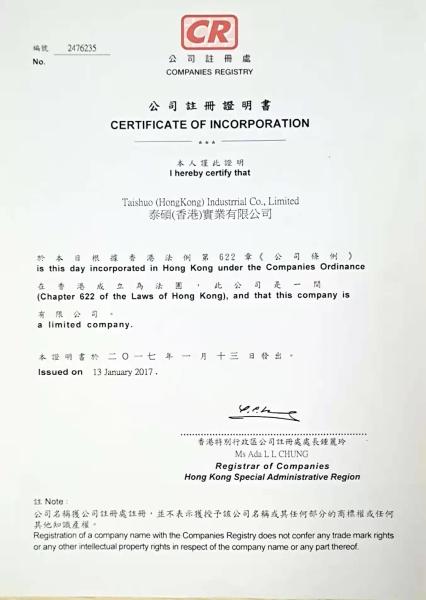 CR
編號 2476235
No.
公司註冊處
COMPANIES REGISTRY
公司註冊證明書
CERTIFICATE OF INCORPORATION
***
本人謹此證明
I hereby certify that
Taishuo (HongKong) Industrrial Co., Limited
泰碩(香港)實業有限公司
於本日根據香港法例第622章《公司條例》
is this day incorporated in Hong Kong under the Companies Ordinance
在香港成立為法團，此公司是一間
(Chapter 622 of the Laws of Hong Kong), and that this company is
有限公司。
a limited company.
本證明書於二〇一七年一月十三日發出。
Issued on 13 January 2017.
香港特別行政區公司註冊處處長鍾麗玲
Ms Ada L L CHUNG
Registrar of Companies
Hong Kong Special Administrative Region
註 Note:
公司名稱獲公司註冊處註冊，並不表示獲授予該公司名稱或其任何部分的商標權或任何
其他知識產權。
Registration of a company name with the Companies Registry does not confer any trade mark rights
or any other intellectual property rights in respect of the company name or any part thereof.